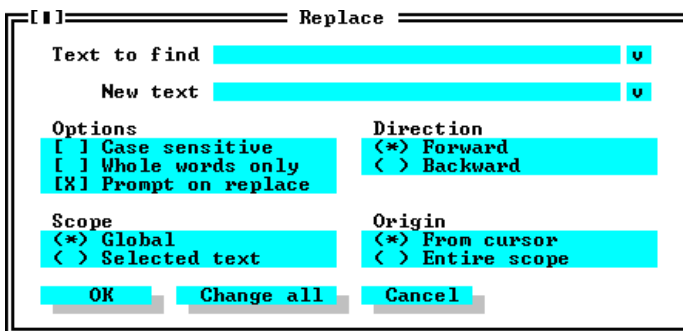 [▮] Replace
Text to find v
New text v
Options
[ ] Case sensitive
[ ] Whole words only
[X] Prompt on replace
Direction
(*) Forward
( ) Backward
Scope
(*) Global
( ) Selected text
Origin
(*) From cursor
( ) Entire scope
OK Change all Cancel